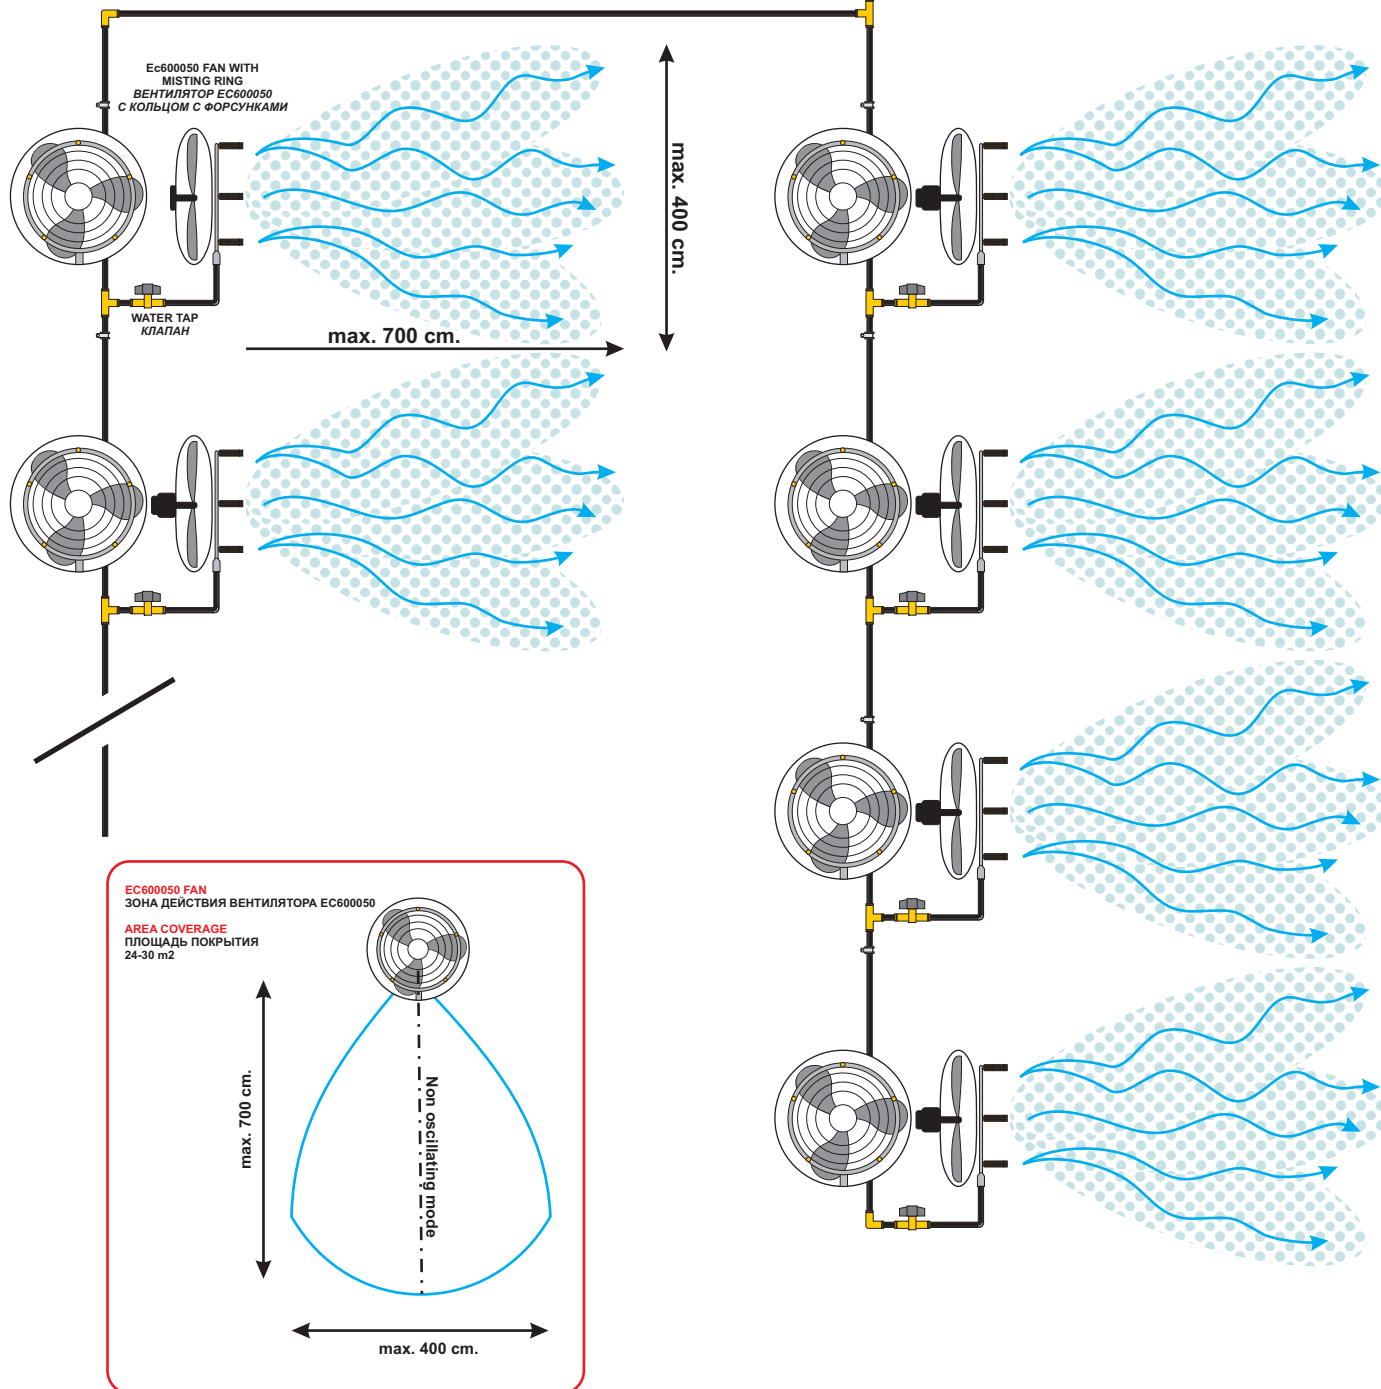 Ec600050 FAN WITH
MISTING RING
ВЕНТИЛЯТОР EC600050
С КОЛЬЦОМ С ФОРСУНКАМИ
max. 400 cm.
WATER TAP
КЛАПАН
max. 700 cm.
EC600050 FAN
ЗОНА ДЕЙСТВИЯ ВЕНТИЛЯТОРА EC600050
AREA COVERAGE
ПЛОЩАДЬ ПОКРЫТИЯ
24-30 m2
max. 700 cm.
Non oscillating mode
max. 400 cm.